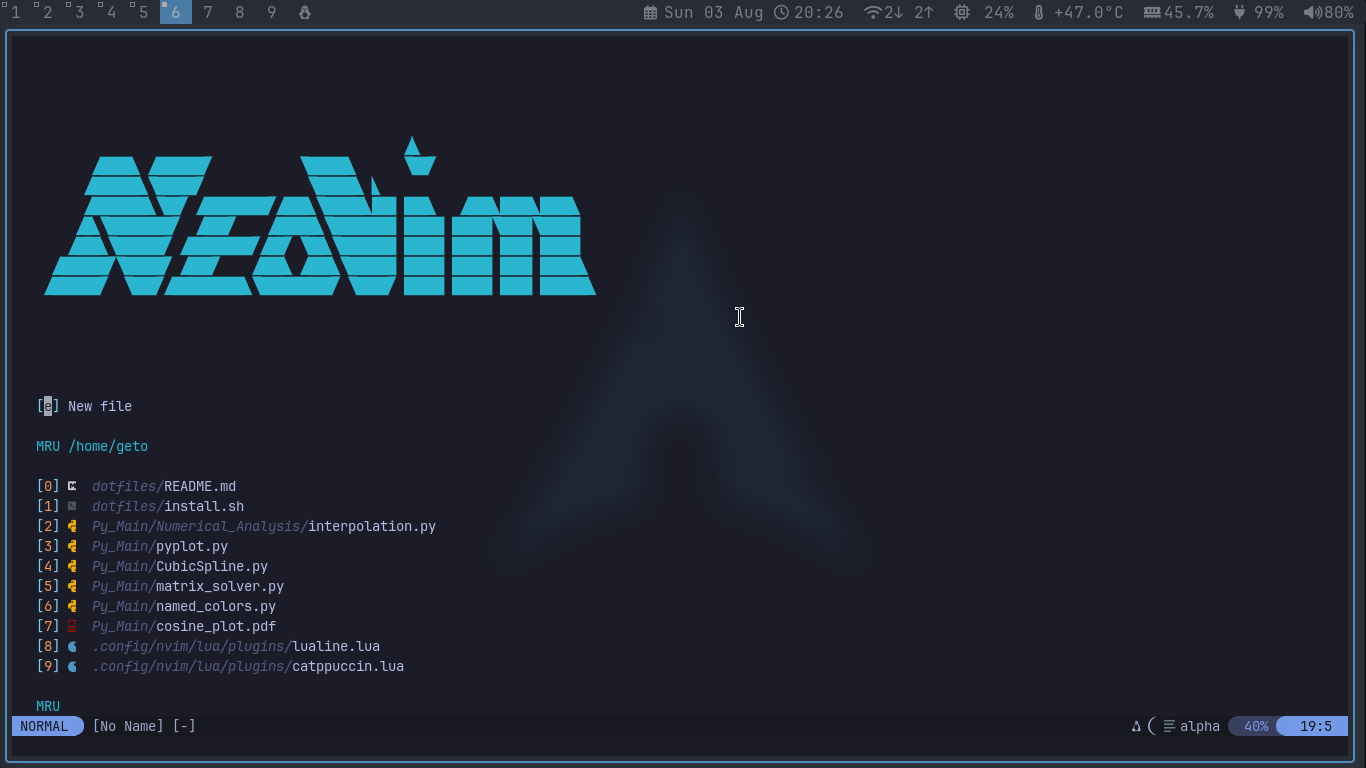 1 2 3 4 5 6 7 8 9 Sun 03 Aug 20:26 2↓ 2↑ 24% +47.0°C 45.7% 99% 80%
Neovim
[e] New file
MRU /home/geto
[0] dotfiles/README.md
[1] dotfiles/install.sh
[2] Py_Main/Numerical_Analysis/interpolation.py
[3] Py_Main/pyplot.py
[4] Py_Main/CubicSpline.py
[5] Py_Main/matrix_solver.py
[6] Py_Main/named_colors.py
[7] Py_Main/cosine_plot.pdf
[8] .config/nvim/lua/plugins/lualine.lua
[9] .config/nvim/lua/plugins/catppuccin.lua
MRU
NORMAL [No Name] [-] alpha 40% 19:5